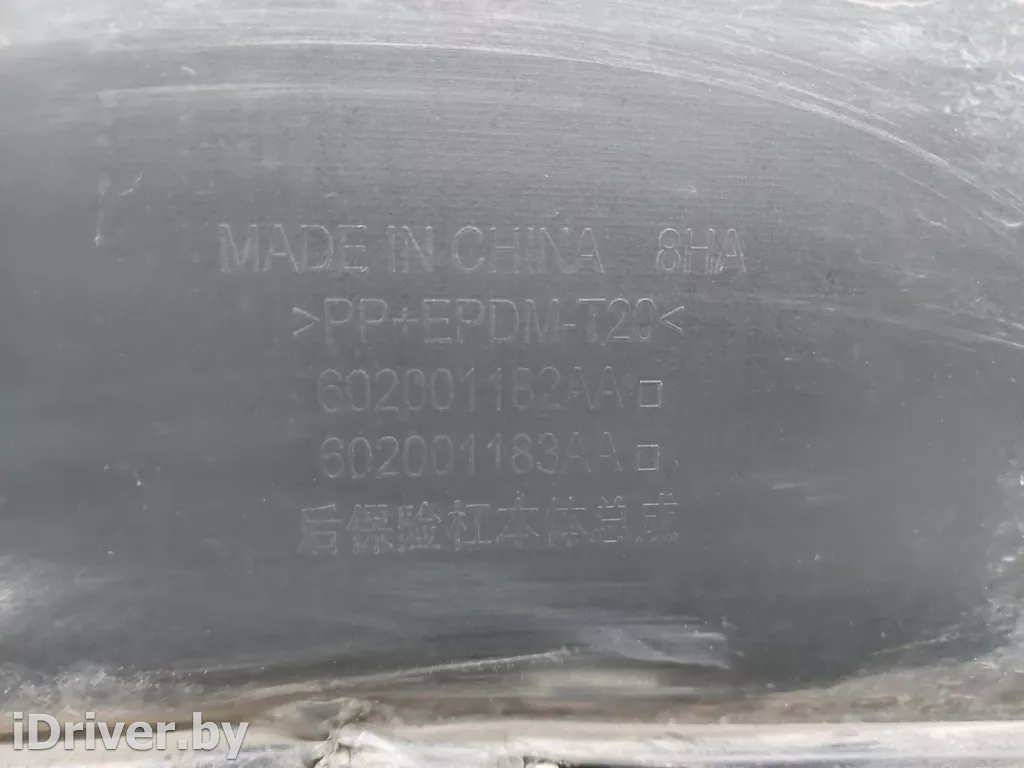 MADE IN CHINA 8HA
>PP+EPDM-T20<
602001182AA□
602001183AA□
后保险杠本体总成
iDriver.by